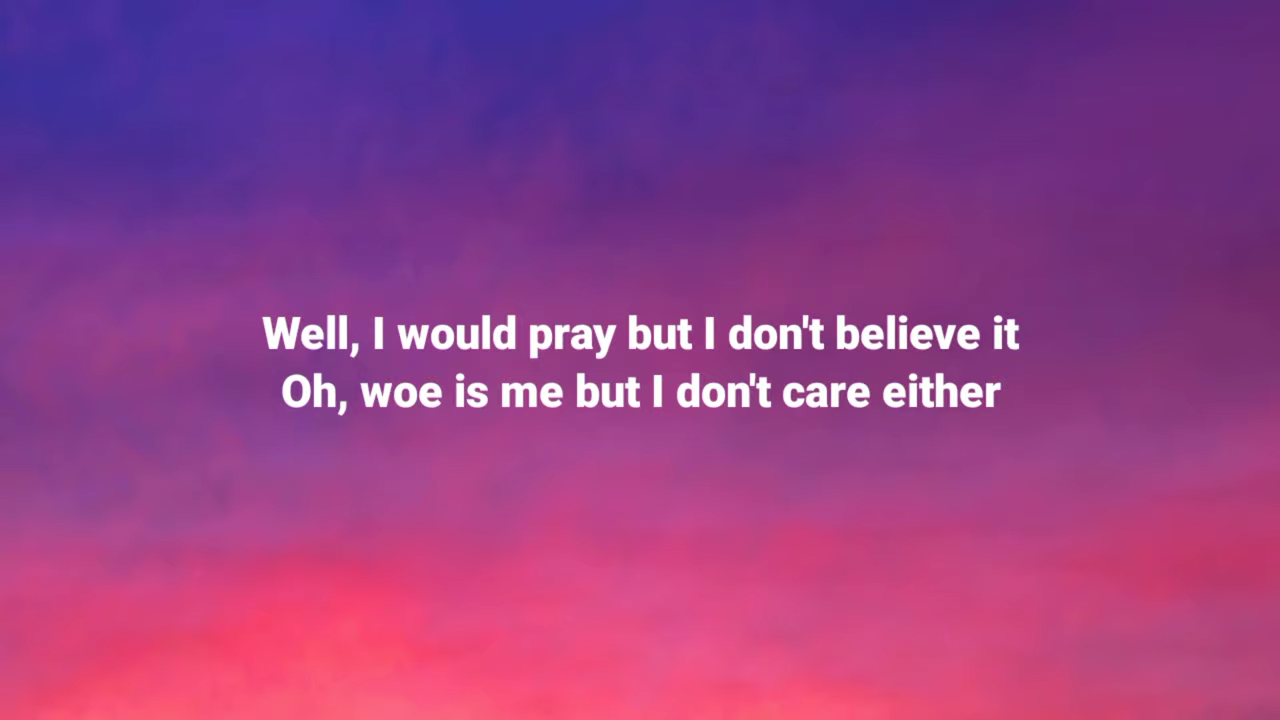 Well, I would pray but I don't believe it
Oh, woe is me but I don't care either